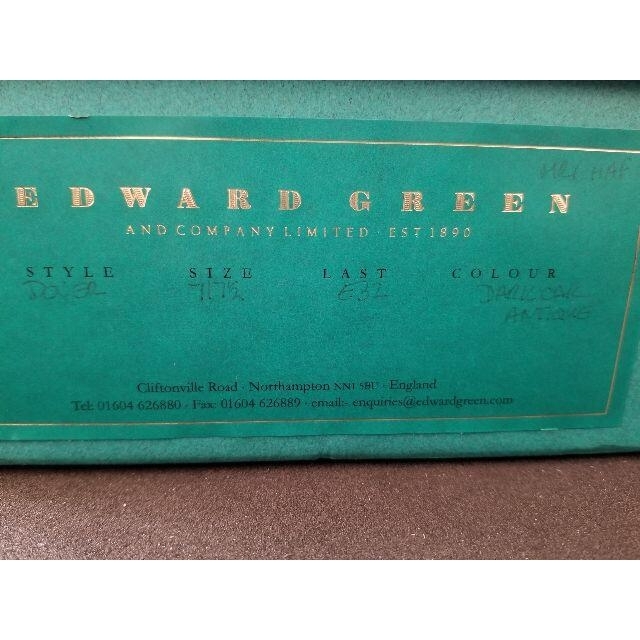 EDWARD GREEN
AND COMPANY LIMITED · EST 1890
STYLE SIZE LAST COLOUR
DOVER 7/7½ E32 DARK OAK
ANTIQUE
Cliftonville Road · Northampton NN1 5BU · England
Tel: 01604 626880 · Fax: 01604 626889 · email:- enquiries@edwardgreen.com